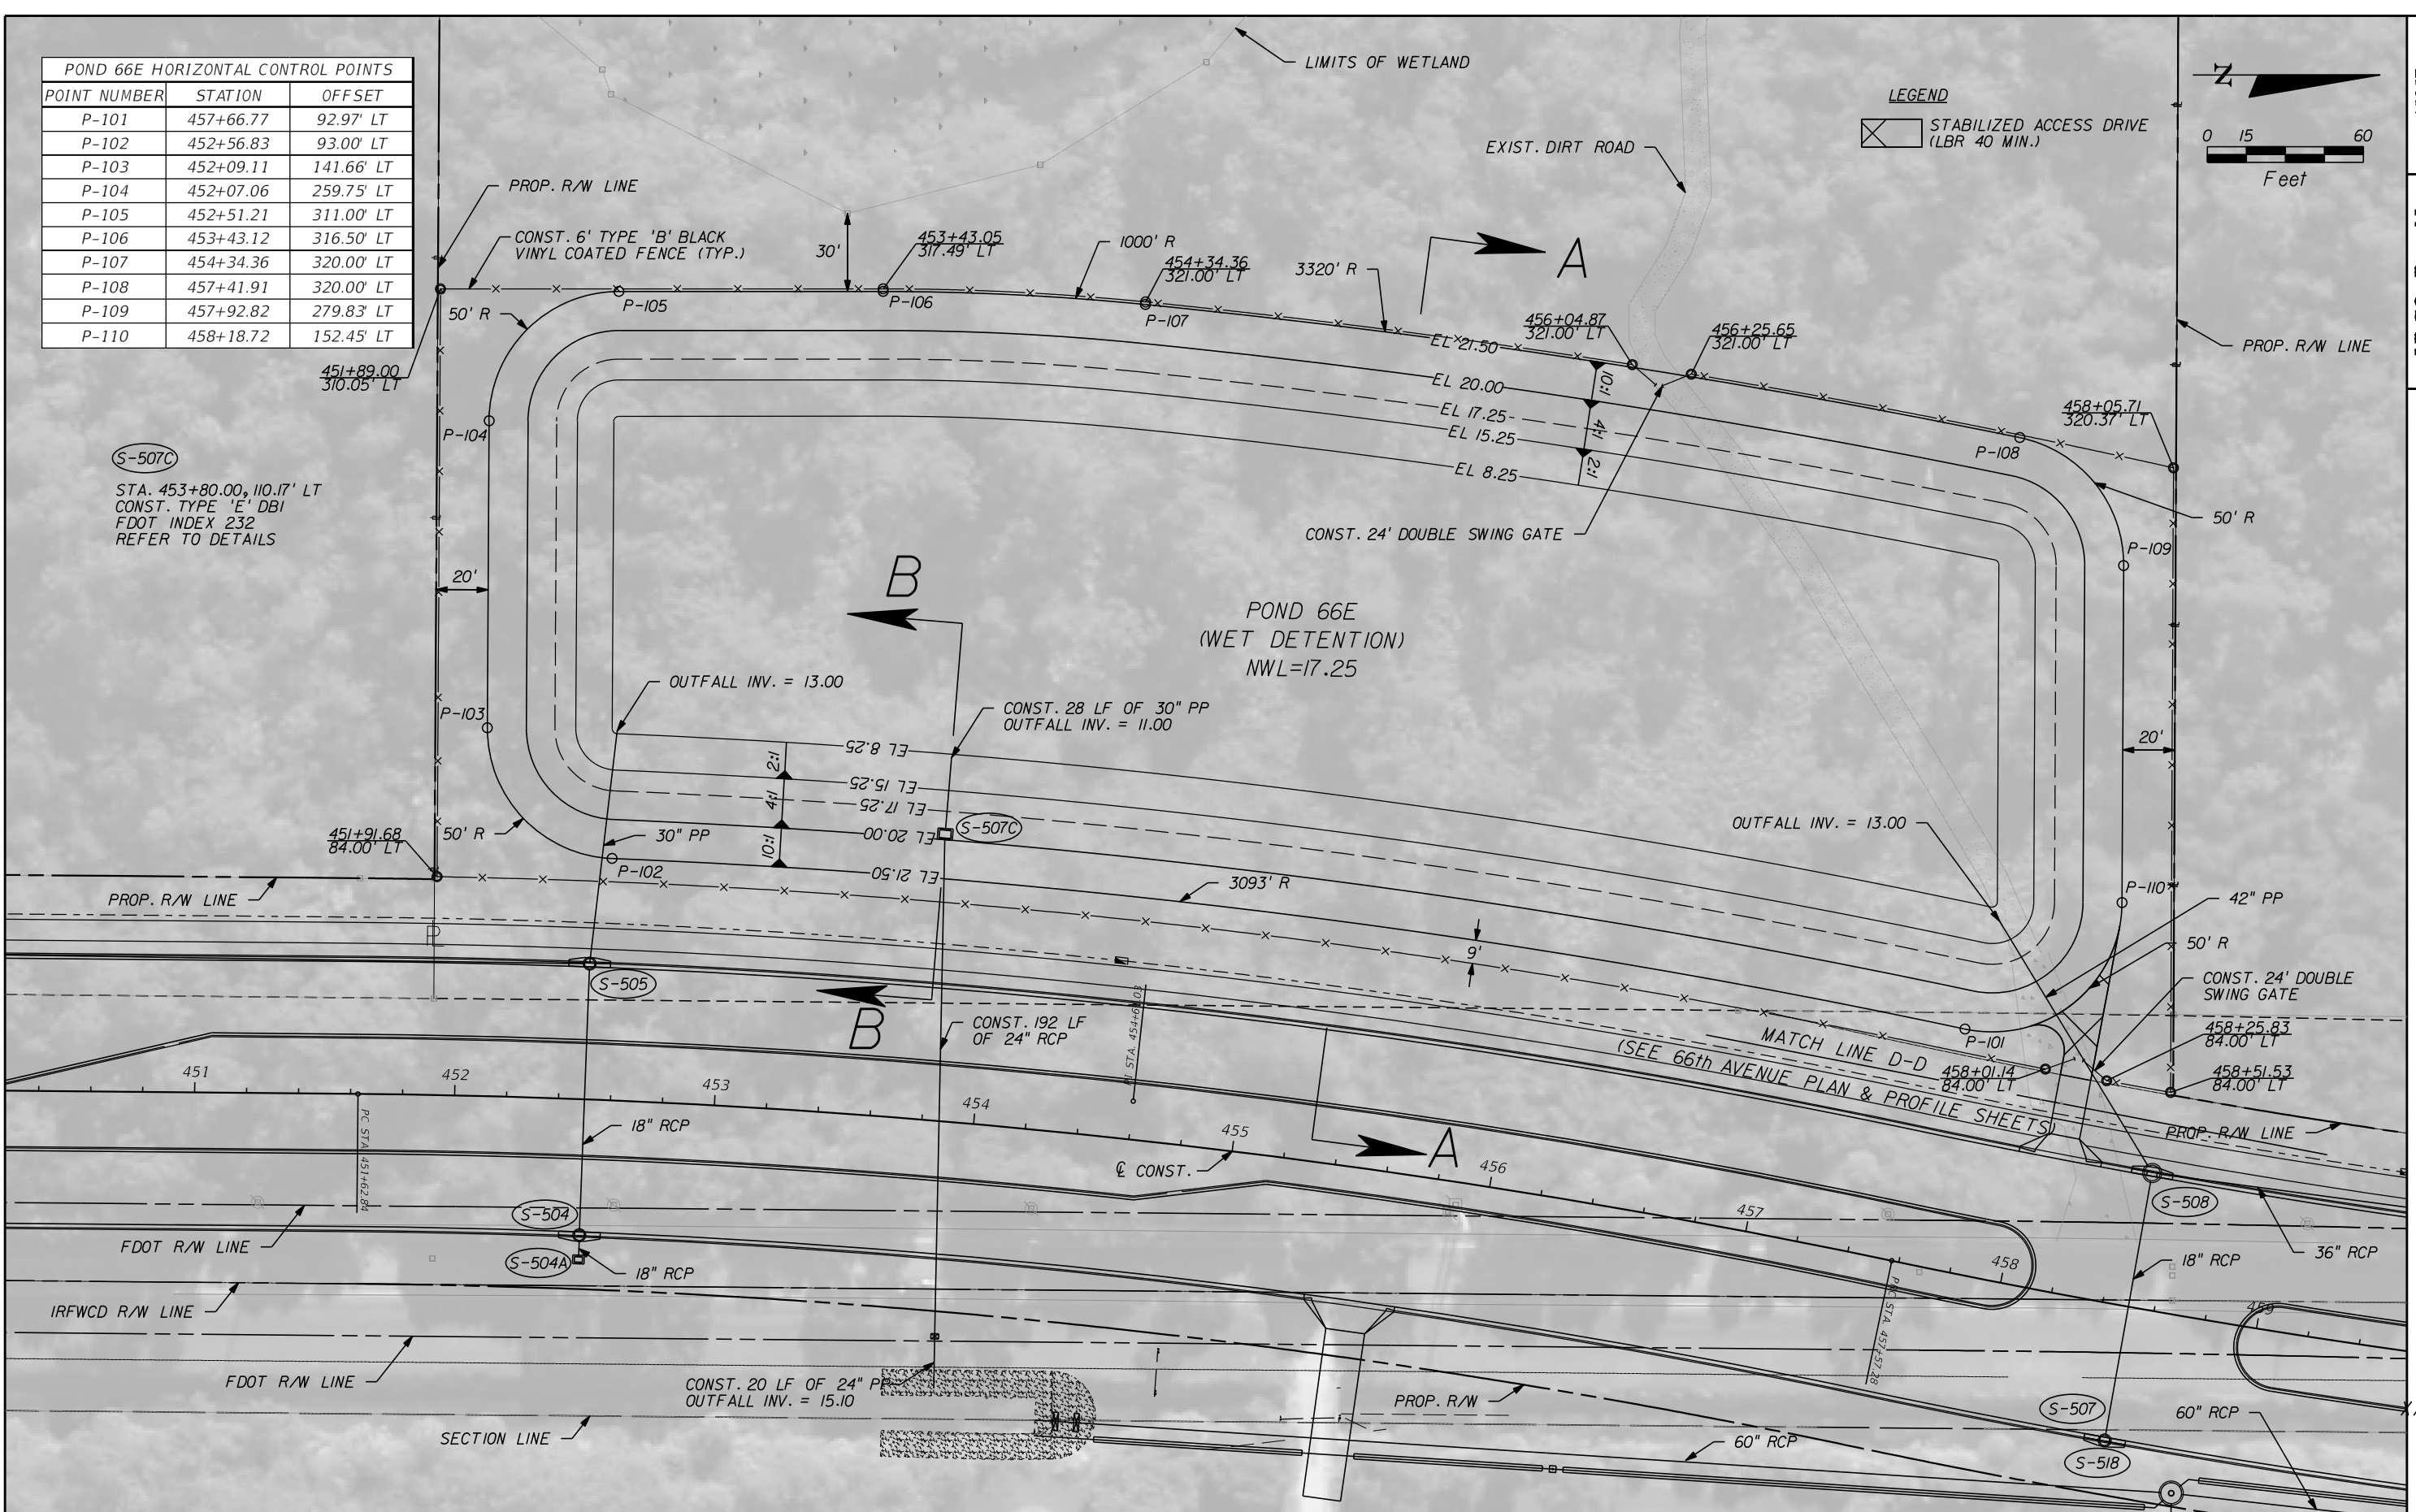 POND 66E HORIZONTAL CONTROL POINTS
POINT NUMBER STATION OFFSET
P-101 457+66.77 92.97' LT
P-102 452+56.83 93.00' LT
P-103 452+09.11 141.66' LT
P-104 452+07.06 259.75' LT
P-105 452+51.21 311.00' LT
P-106 453+43.12 316.50' LT
P-107 454+34.36 320.00' LT
P-108 457+41.91 320.00' LT
P-109 457+92.82 279.83' LT
P-110 458+18.72 152.45' LT
LIMITS OF WETLAND
LEGEND
STABILIZED ACCESS DRIVE
(LBR 40 MIN.)
Z
0 15 60
Feet
EXIST. DIRT ROAD
PROP. R/W LINE
CONST. 6' TYPE 'B' BLACK
VINYL COATED FENCE (TYP.)
30'
453+43.05
317.49' LT
1000' R
454+34.36
321.00' LT
3320' R
A
456+04.87
321.00' LT
456+25.65
321.00' LT
PROP. R/W LINE
50' R
P-105
P-106
P-107
451+89.00
310.05' LT
EL 21.50
EL 20.00
EL 17.25
EL 15.25
EL 8.25
10:1
4:1
2:1
458+05.71
320.37' LT
P-104
P-108
S-507C
STA. 453+80.00, 110.17' LT
CONST. TYPE 'E' DBI
FDOT INDEX 232
REFER TO DETAILS
CONST. 24' DOUBLE SWING GATE
50' R
P-109
20'
B
POND 66E
(WET DETENTION)
NWL=17.25
OUTFALL INV. = 13.00
CONST. 28 LF OF 30" PP
OUTFALL INV. = 11.00
P-103
20'
EL 8.25
2:1
EL 15.25
4:1
EL 17.25
EL 20.00
10:1
EL 21.50
S-507C
OUTFALL INV. = 13.00
451+91.68
84.00' LT
50' R
30" PP
P-102
3093' R
PROP. R/W LINE
P-110
42" PP
9'
50' R
S-505
CONST. 24' DOUBLE
SWING GATE
B
CONST. 192 LF
OF 24" RCP
P-101
MATCH LINE D-D
(SEE 66th AVENUE PLAN & PROFILE SHEETS)
458+25.83
84.00' LT
458+01.14
84.00' LT
458+51.53
84.00' LT
451
452
453
454
455
456
457
458
459
PC STA. 451+62.84
18" RCP
℄ CONST.
A
PROP. R/W LINE
S-504
S-508
FDOT R/W LINE
S-504A
18" RCP
18" RCP
36" RCP
IRFWCD R/W LINE
STA. 457+57.28
FDOT R/W LINE
CONST. 20 LF OF 24" PP
OUTFALL INV. = 15.10
PROP. R/W
S-507
60" RCP
SECTION LINE
60" RCP
S-518